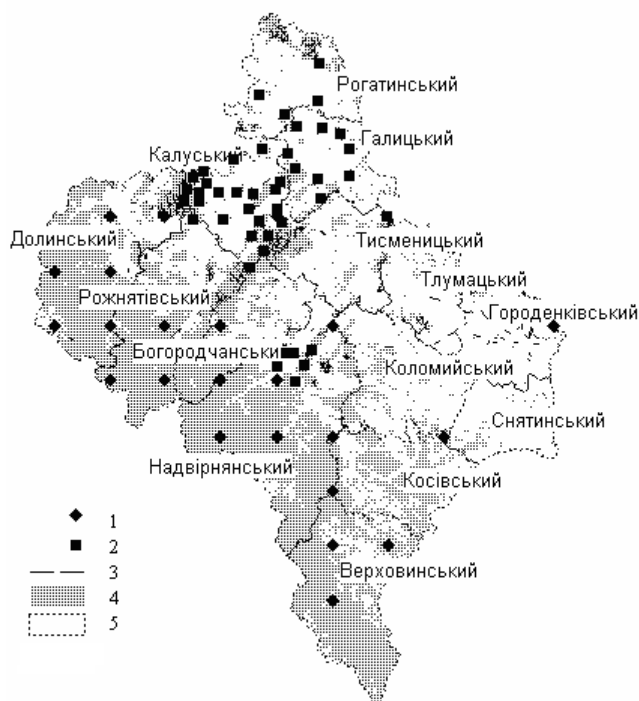 Рогатинський
Галицький
Калуський
Долинський
Тисменицький
Тлумацький
Рожнятівський
Городенківський
Богородчанський
Коломийський
Снятинський
Надвірнянський
Косівський
Верховинський
1
2
3
4
5